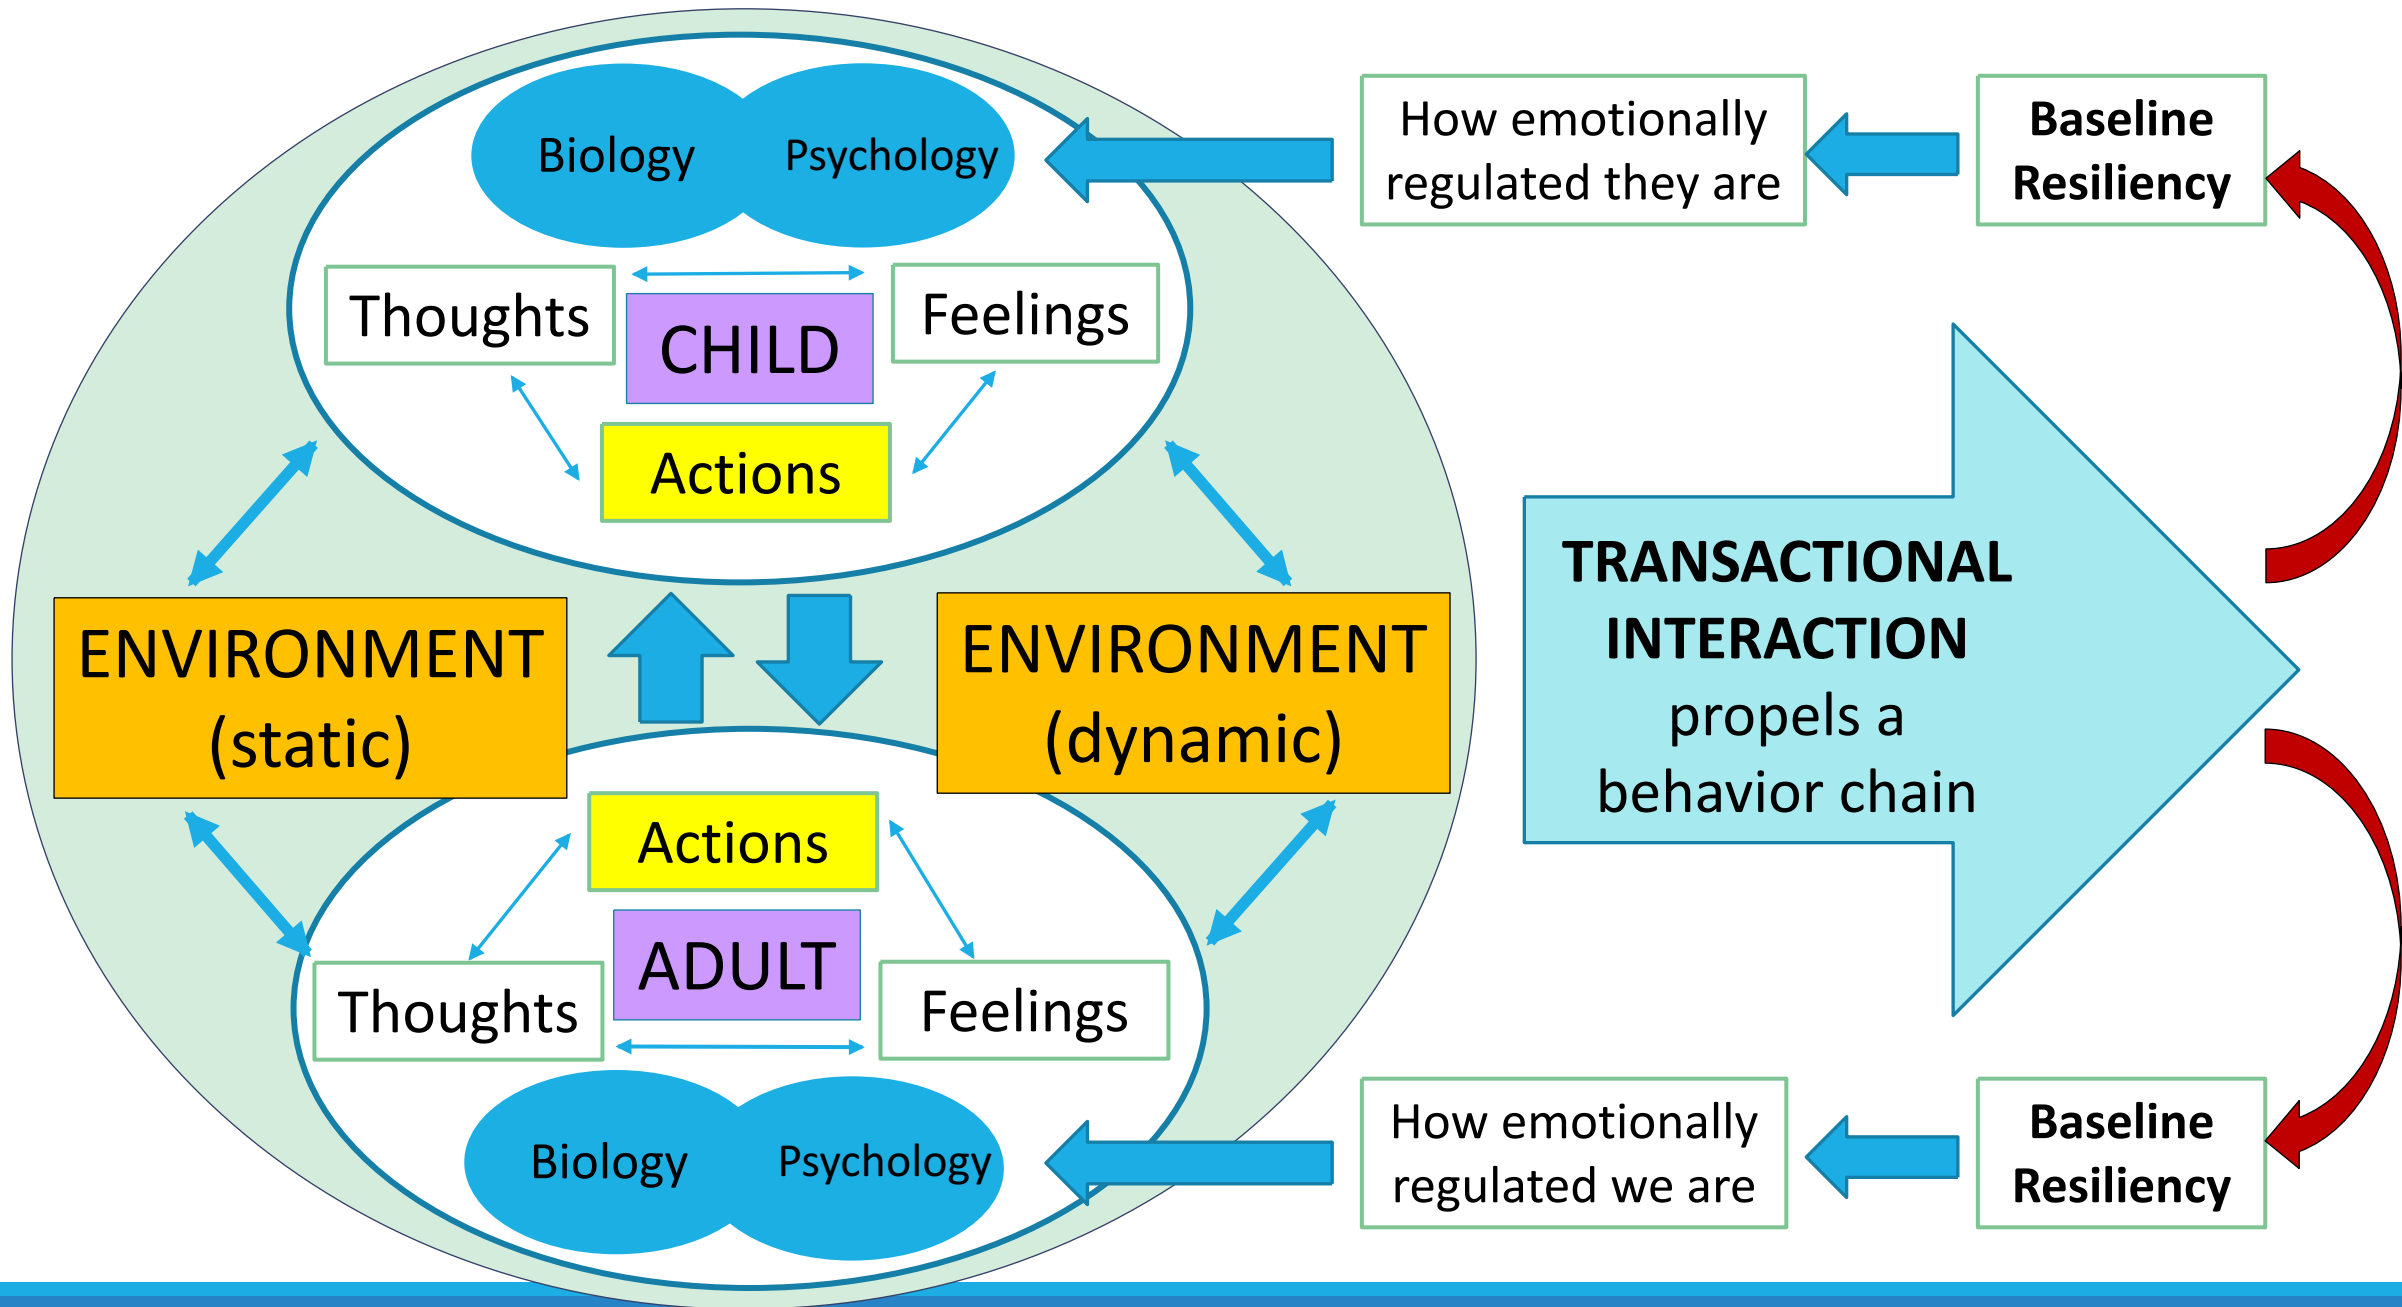 Biology
Psychology
How emotionally
regulated they are
Baseline
Resiliency
Thoughts
CHILD
Feelings
Actions
ENVIRONMENT
(static)
ENVIRONMENT
(dynamic)
TRANSACTIONAL
INTERACTION
propels a
behavior chain
Actions
ADULT
Thoughts
Feelings
Biology
Psychology
How emotionally
regulated we are
Baseline
Resiliency